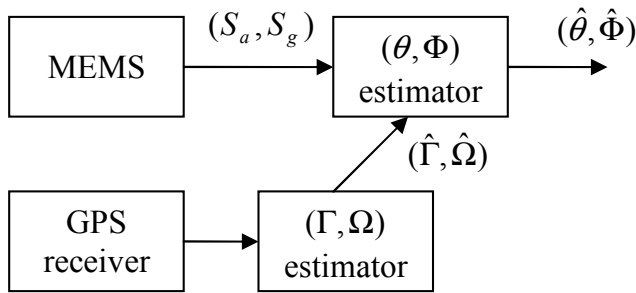 (S_a, S_g)
(θ̂, Φ̂)
MEMS
(θ, Φ)
estimator
(Γ̂, Ω̂)
GPS
receiver
(Γ, Ω)
estimator